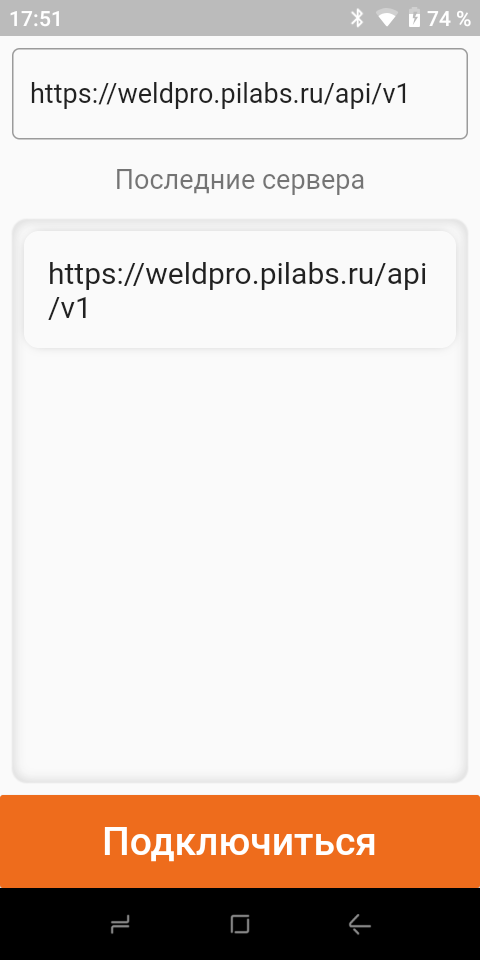 17:51 74 %
https://weldpro.pilabs.ru/api/v1
Последние сервера
https://weldpro.pilabs.ru/api
/v1
Подключиться